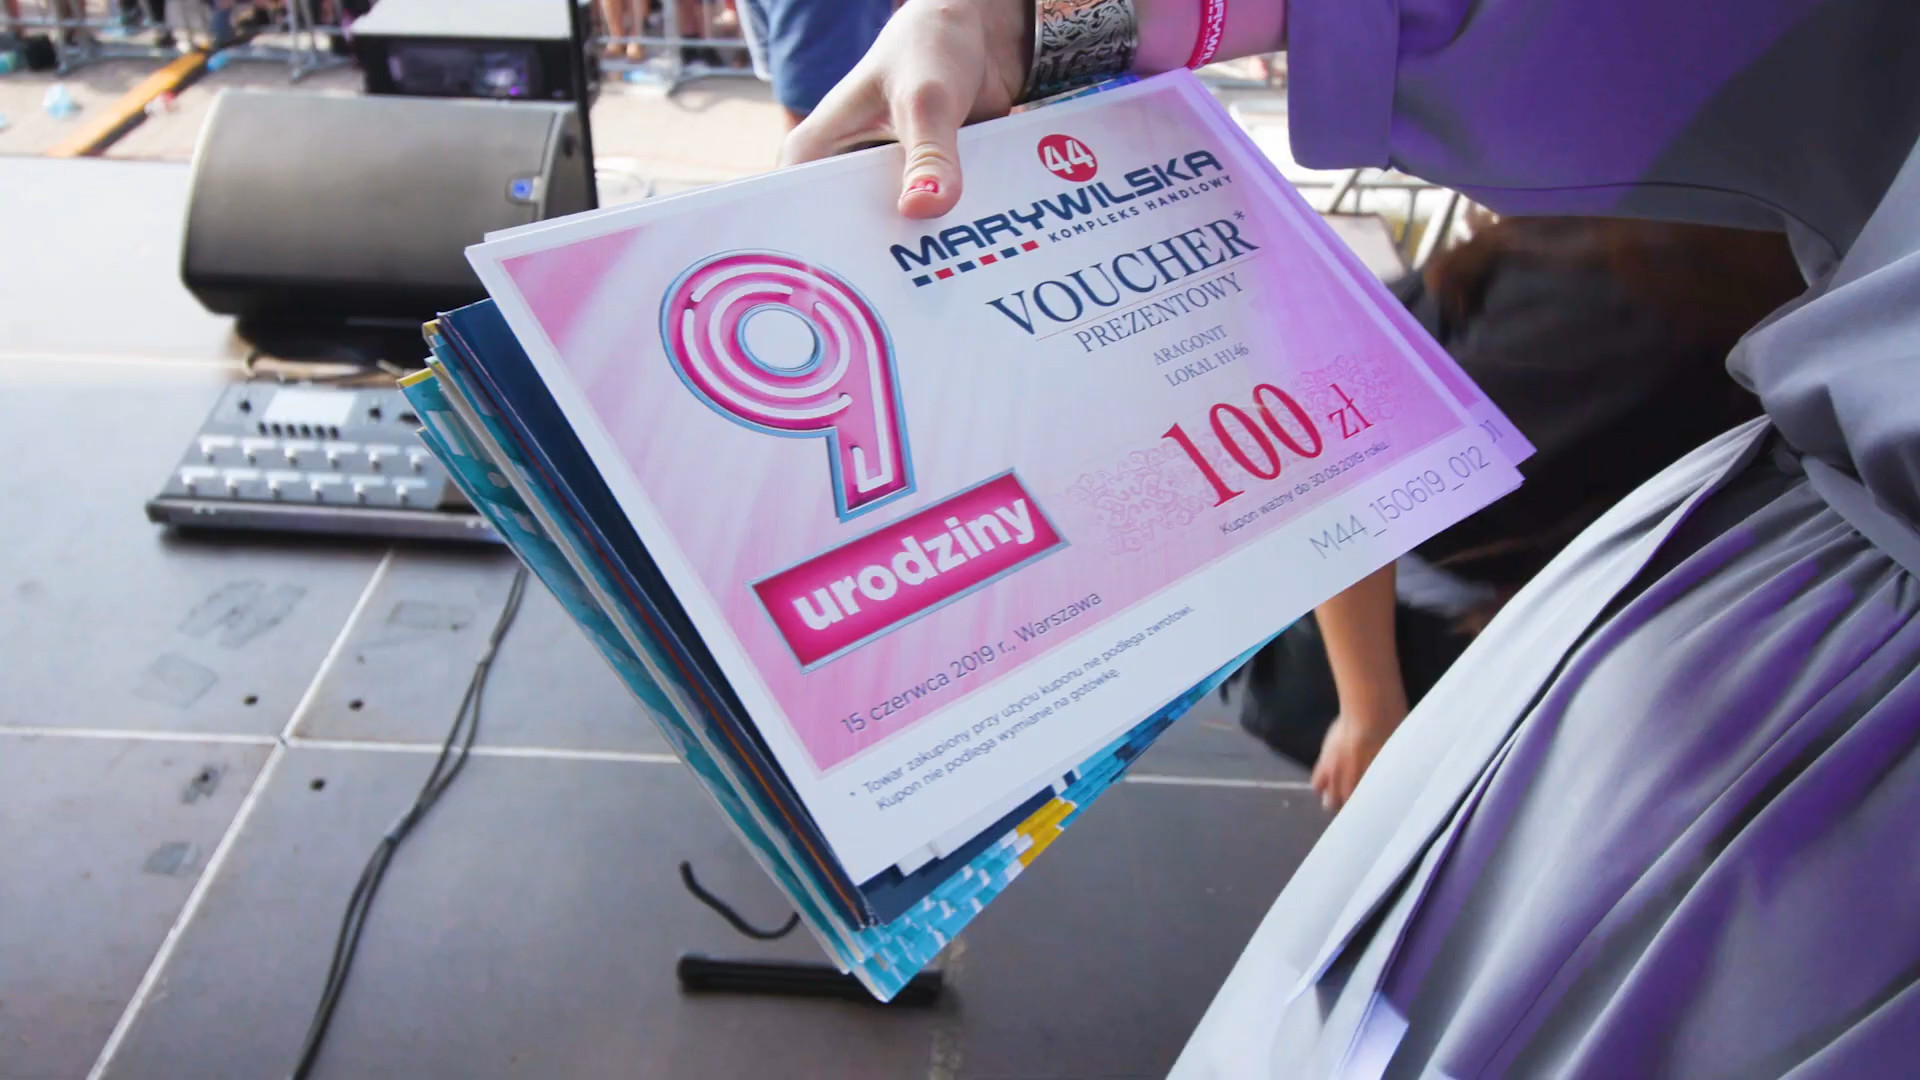 44
MARYWILSKA
KOMPLEKS HANDLOWY
VOUCHER*
PREZENTOWY
ARAGONIT
LOKAL H146
100 zł
Kupon ważny do 30.09.2019 roku.
M44_150619_012
9
urodziny
15 czerwca 2019 r., Warszawa
* Towar zakupiony przy użyciu kuponu nie podlega zwrotowi.
Kupon nie podlega wymianie na gotówkę.